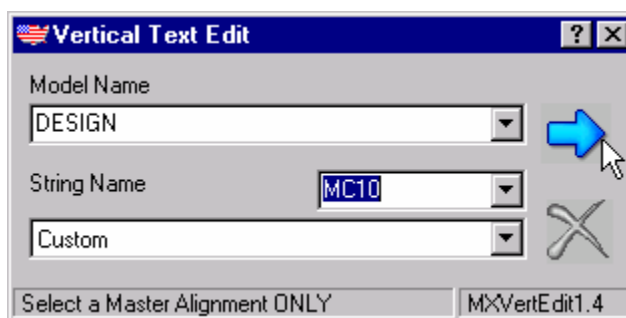 Vertical Text Edit ? X
Model Name
DESIGN
String Name MC10
Custom
Select a Master Alignment ONLY MXVertEdit1.4